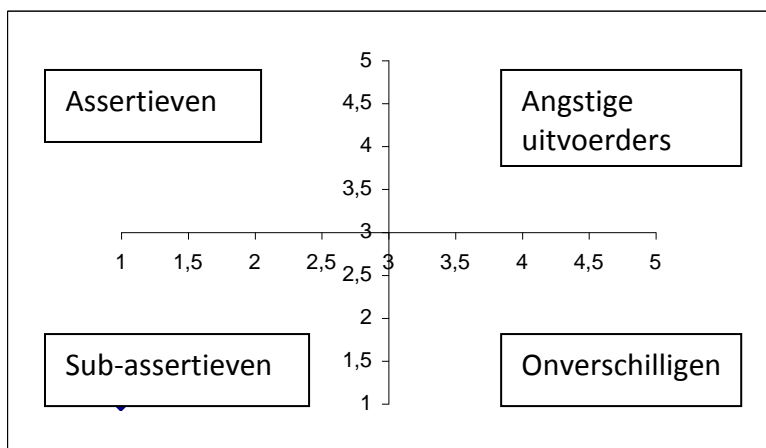 Assertieven
Angstige
uitvoerders
5
4,5
4
3,5
3
1 1,5 2 2,5 3 3,5 4 4,5 5
2,5
2
1,5
1
Sub-assertieven
Onverschilligen